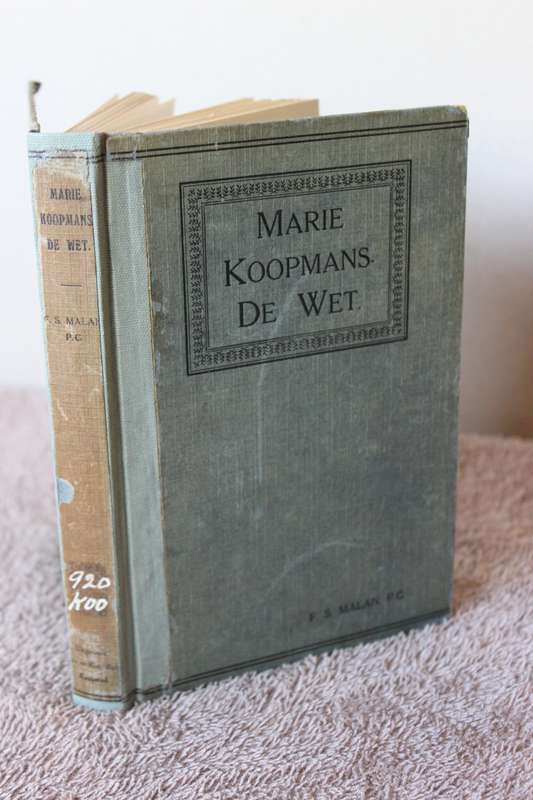 MARIE
KOOPMANS
DE WET.
F. S. MALAN
P.C
920
KOO
MARIE
KOOPMANS-
DE WET.
F. S. MALAN, P.C